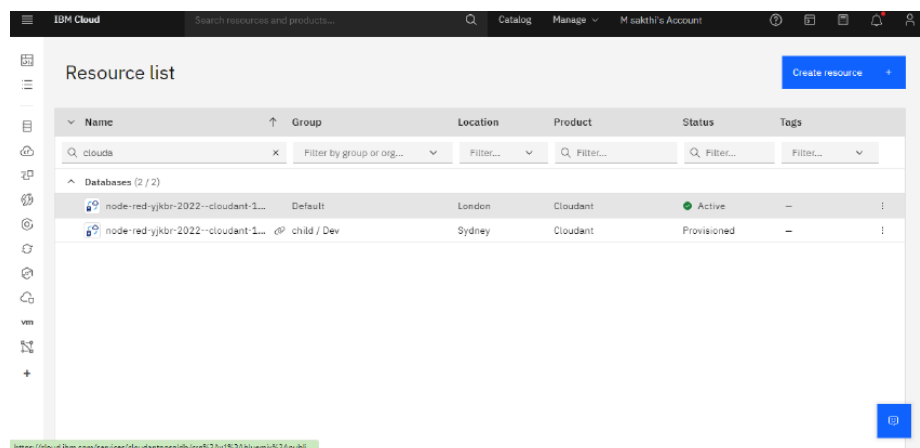 IBM Cloud Search resources and products... Catalog Manage M sakthi's Account
Resource list
Create resource +
Name Group Location Product Status Tags
clouda × Filter by group or org... Filter... Filter... Filter... Filter...
Databases (2 / 2)
node-red-yjkbr-2022--cloudant-1... Default London Cloudant Active –
node-red-yjkbr-2022--cloudant-1... child / Dev Sydney Cloudant Provisioned –
vm